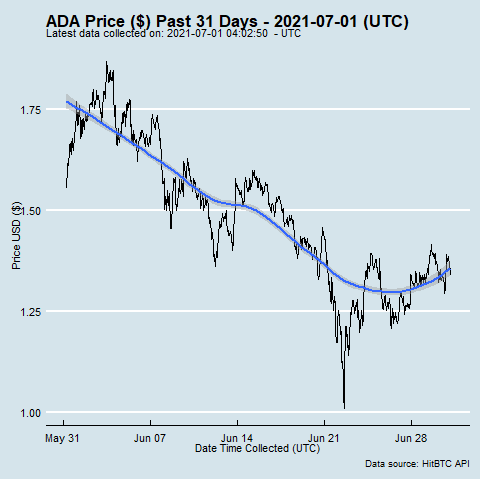 ADA Price ($) Past 31 Days - 2021-07-01 (UTC)
Latest data collected on: 2021-07-01 04:02:50 - UTC
Price USD ($)
1.75
1.50
1.25
1.00
May 31
Jun 07
Jun 14
Jun 21
Jun 28
Date Time Collected (UTC)
Data source: HitBTC API